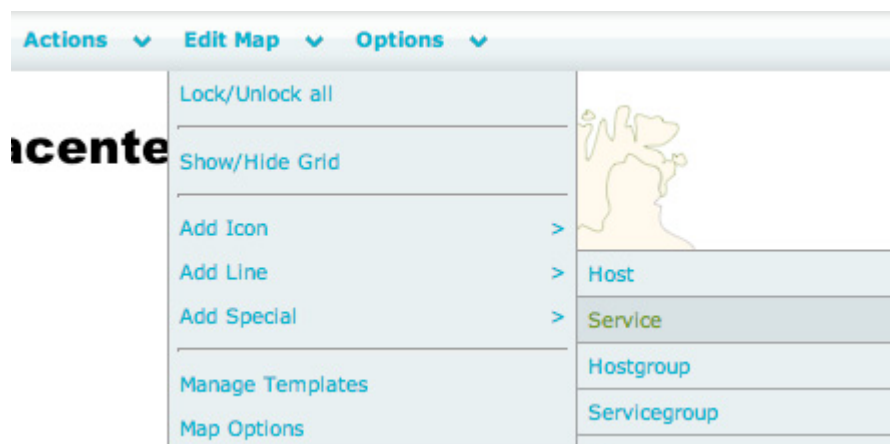 Actions Edit Map Options
acente
Lock/Unlock all
Show/Hide Grid
Add Icon >
Add Line >
Add Special >
Manage Templates
Map Options
Host
Service
Hostgroup
Servicegroup